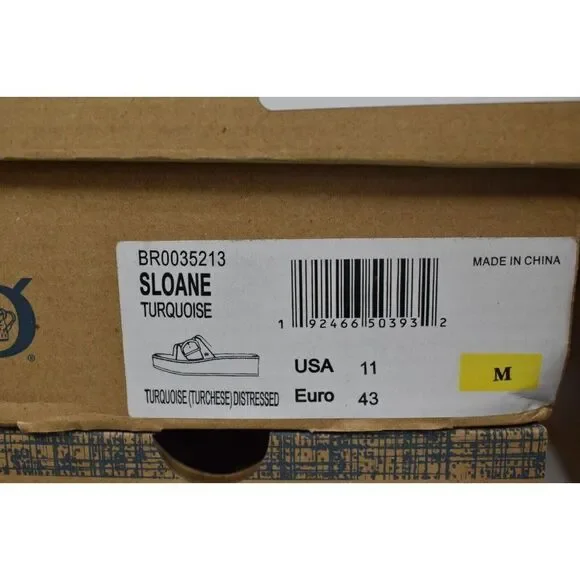 BR0035213
SLOANE
TURQUOISE
MADE IN CHINA
1 92466 50393 2
USA 11
Euro 43
M
TURQUOISE (TURCHESE) DISTRESSED
®